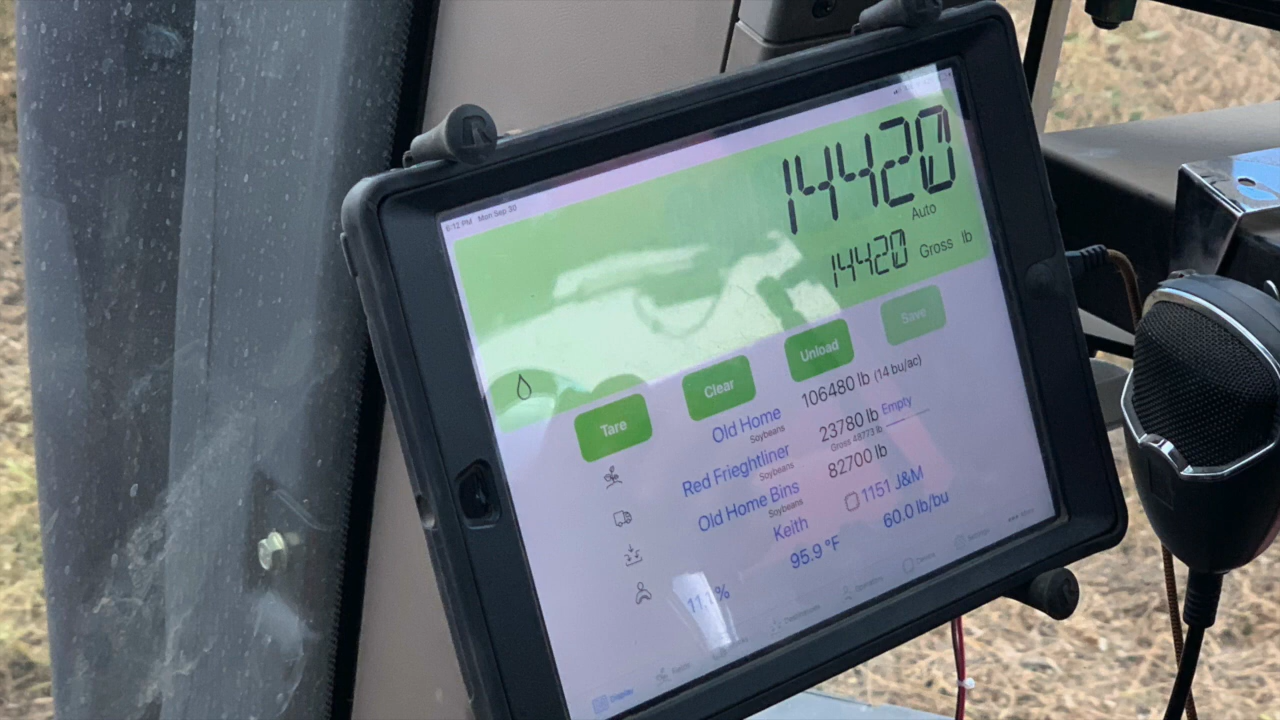 6:12 PM Mon Sep 30
14420
Auto
14420 Gross lb
Tare Clear Unload Save
Old Home 106480 lb (14 bu/ac)
Soybeans
Red Frieghtliner 23780 lb Empty
Soybeans Gross 48773 lb
Old Home Bins 82700 lb
Soybeans
Keith 1151 J&M
11.1% 95.9 °F 60.0 lb/bu
Display